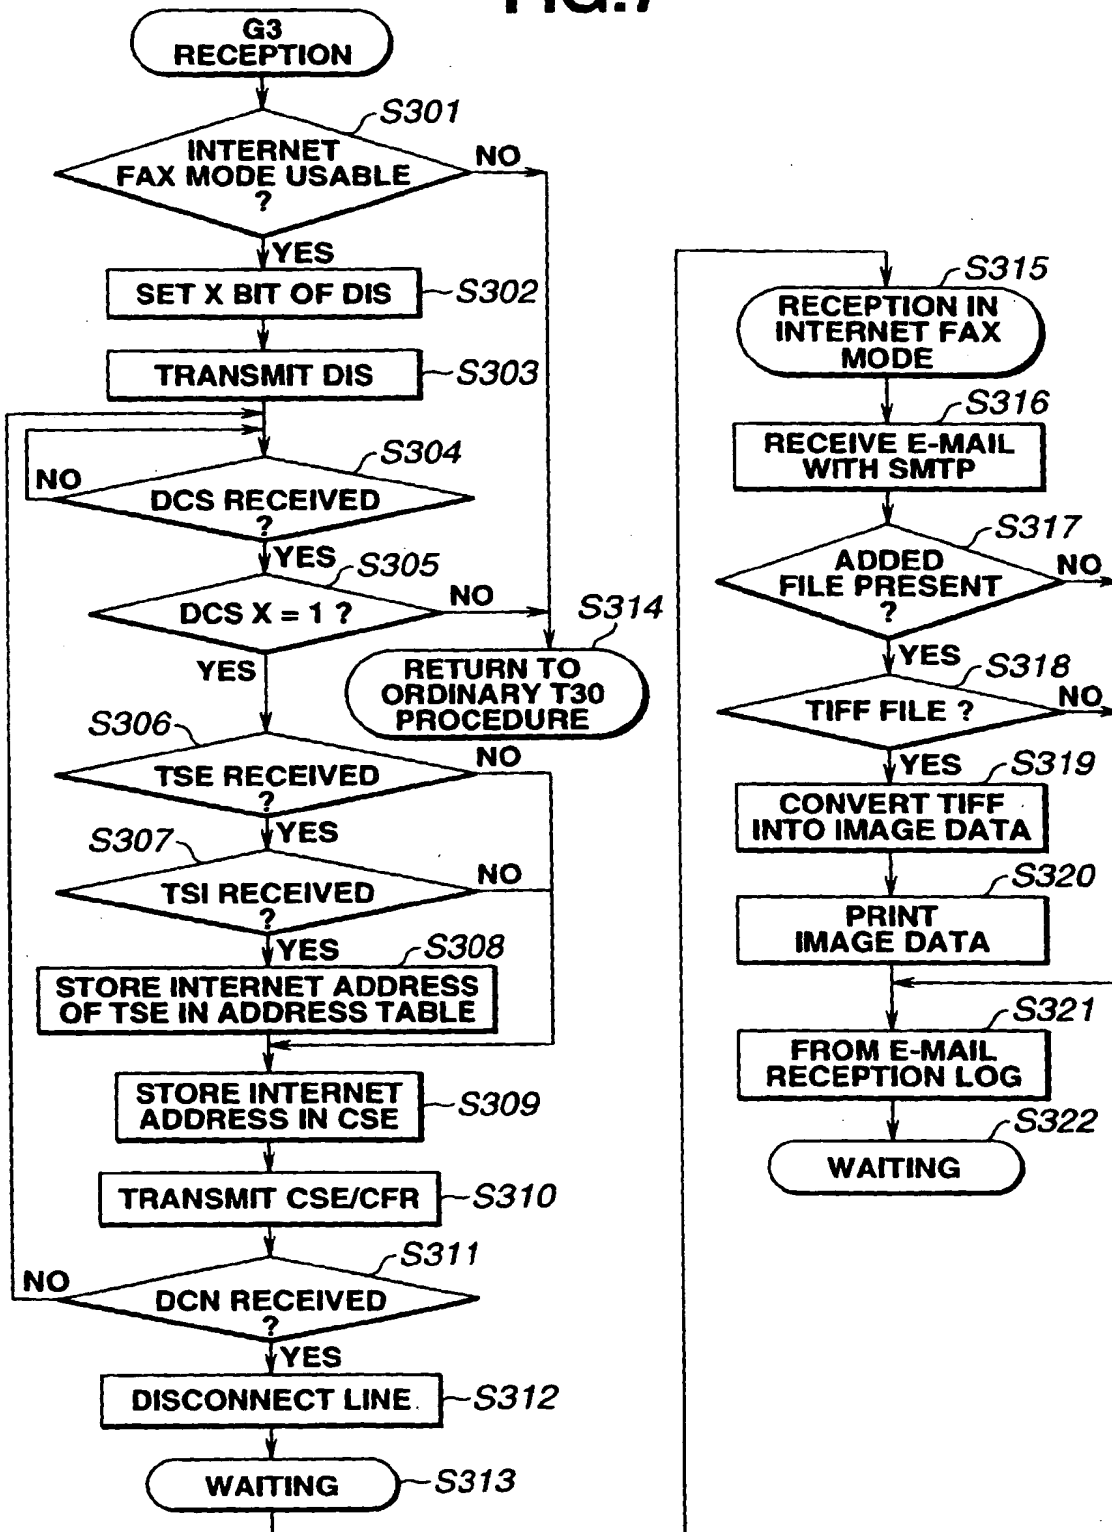 FIG.7
G3
RECEPTION
S301
INTERNET
FAX MODE USABLE
?
NO
YES
SET X BIT OF DIS
S302
TRANSMIT DIS
S303
S304
NO
DCS RECEIVED
?
YES
S305
DCS X = 1 ?
NO
YES
S314
RETURN TO
ORDINARY T30
PROCEDURE
S306
TSE RECEIVED
?
NO
YES
S307
TSI RECEIVED
?
NO
YES
S308
STORE INTERNET ADDRESS
OF TSE IN ADDRESS TABLE
STORE INTERNET
ADDRESS IN CSE
S309
TRANSMIT CSE/CFR
S310
S311
NO
DCN RECEIVED
?
YES
DISCONNECT LINE
S312
WAITING
S313
S315
RECEPTION IN
INTERNET FAX
MODE
S316
RECEIVE E-MAIL
WITH SMTP
S317
ADDED
FILE PRESENT
?
NO
YES
S318
TIFF FILE ?
NO
YES
S319
CONVERT TIFF
INTO IMAGE DATA
S320
PRINT
IMAGE DATA
S321
FROM E-MAIL
RECEPTION LOG
S322
WAITING